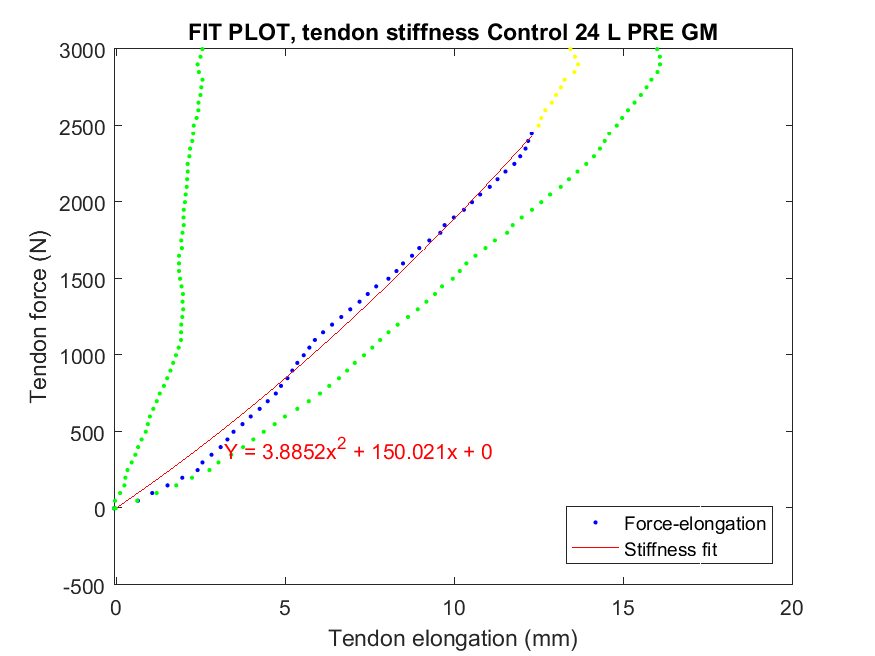 FIT PLOT, tendon stiffness Control 24 L PRE GM
3000
2500
2000
1500
1000
500
0
-500
Tendon force (N)
Y = 3.8852x² + 150.021x + 0
Force-elongation
Stiffness fit
0 5 10 15 20
Tendon elongation (mm)